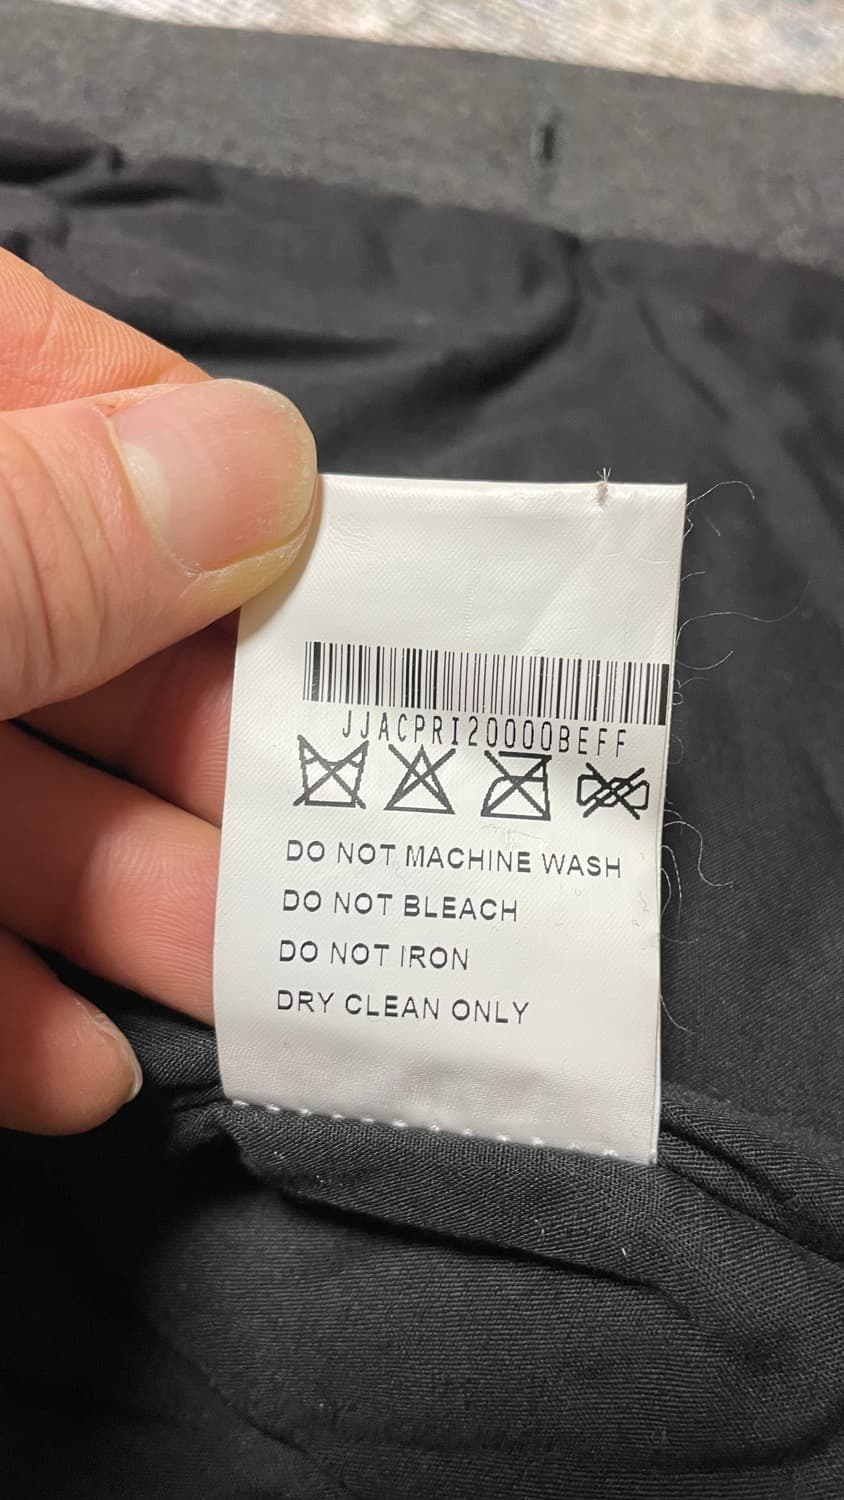 JJACPRI20000BEFF
DO NOT MACHINE WASH
DO NOT BLEACH
DO NOT IRON
DRY CLEAN ONLY